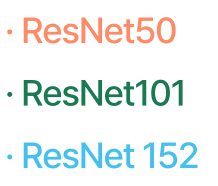 · ResNet50
· ResNet101
· ResNet 152